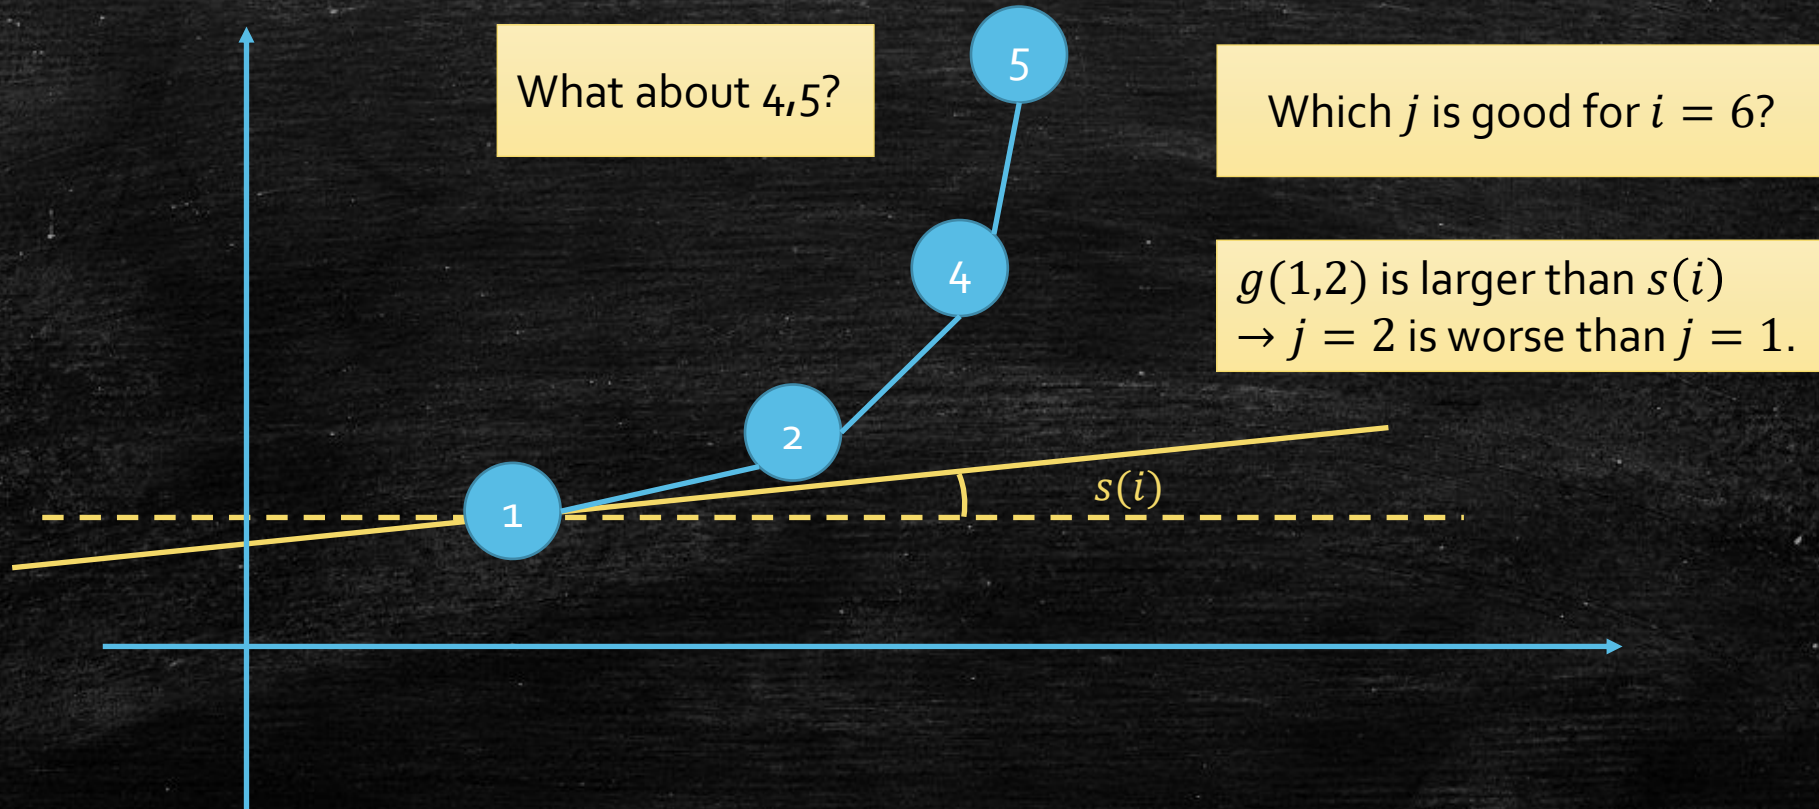 What about 4,5?
5
Which j is good for i = 6?
4
g(1,2) is larger than s(i)
→ j = 2 is worse than j = 1.
2
s(i)
1